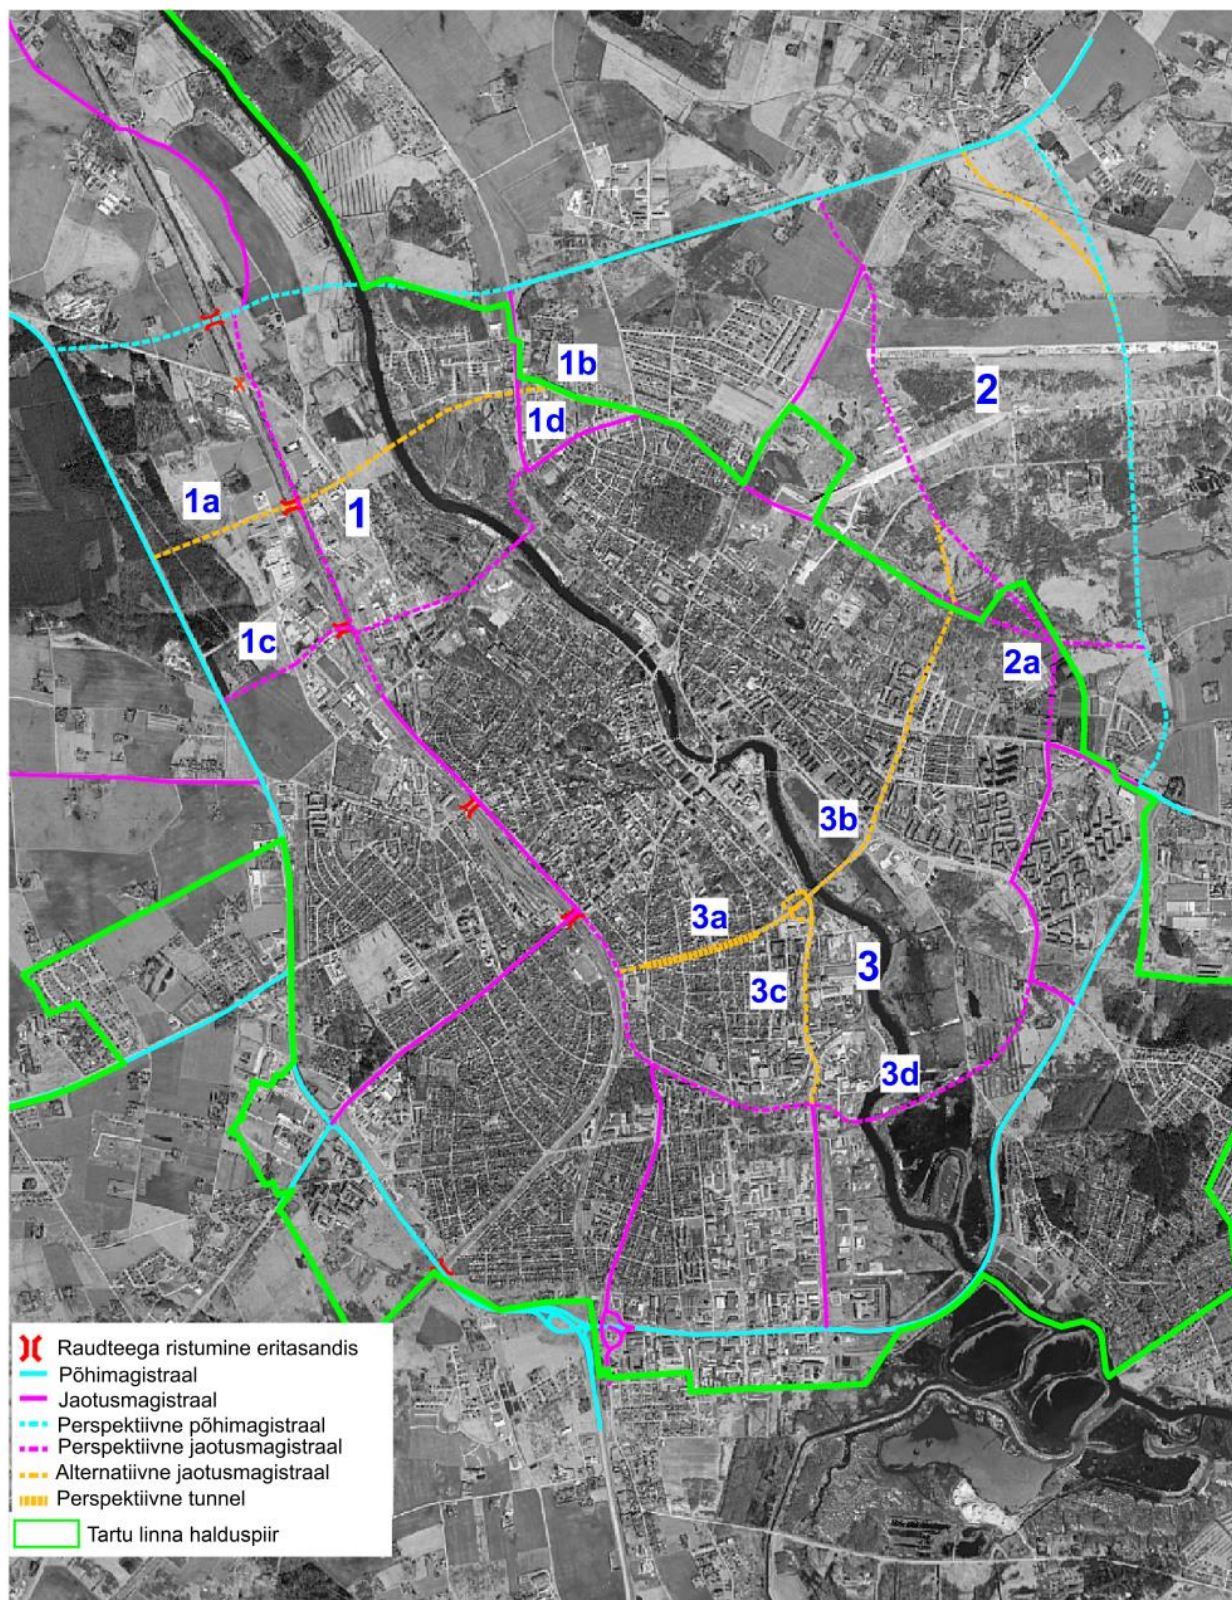 1b
2
1d
1a
1
1c
2a
3b
3a
3
3c
3d
Raudteega ristumine eritasandis
Põhimagistraal
Jaotusmagistraal
Perspektiivne põhimagistraal
Perspektiivne jaotusmagistraal
Alternatiivne jaotusmagistraal
Perspektiivne tunnel
Tartu linna halduspiir